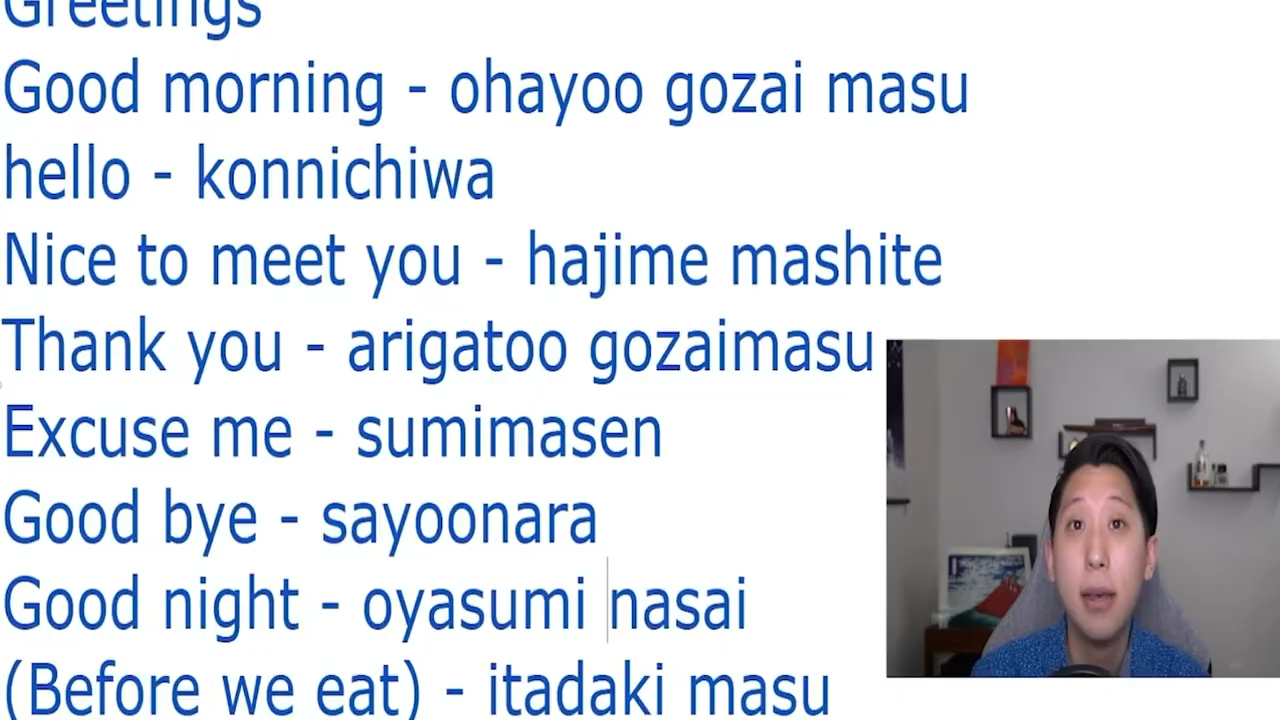 Greetings
Good morning - ohayoo gozai masu
hello - konnichiwa
Nice to meet you - hajime mashite
Thank you - arigatoo gozaimasu
Excuse me - sumimasen
Good bye - sayoonara
Good night - oyasumi nasai
(Before we eat) - itadaki masu